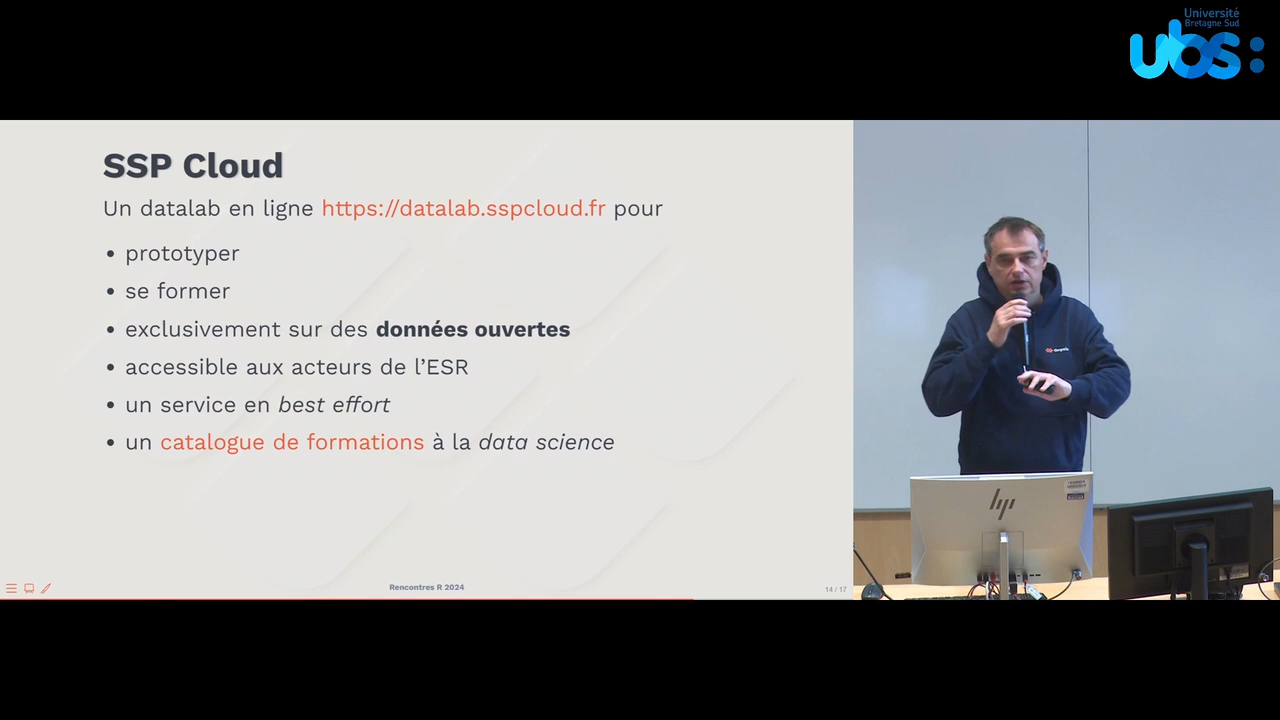 Université
Bretagne Sud
ubs:
SSP Cloud
Un datalab en ligne https://datalab.sspcloud.fr pour
• prototyper
• se former
• exclusivement sur des données ouvertes
• accessible aux acteurs de l’ESR
• un service en best effort
• un catalogue de formations à la data science
Rencontres R 2024
14 / 17
hp